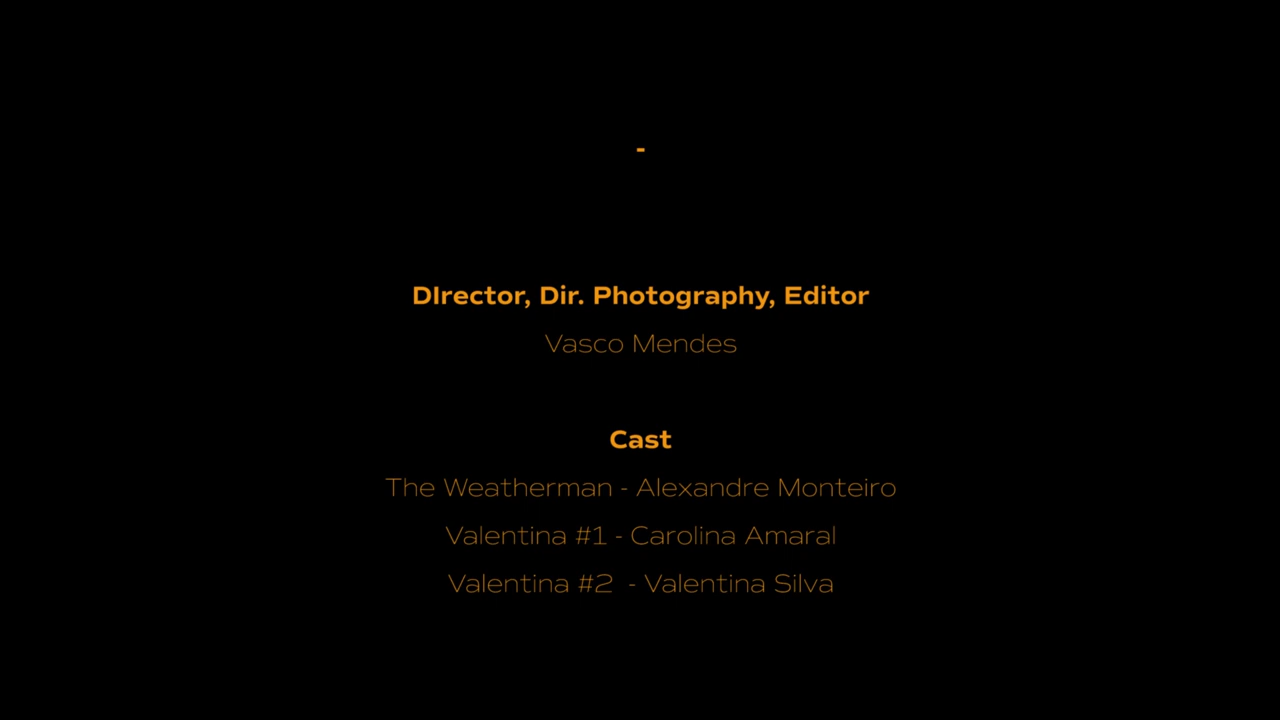 -
DIrector, Dir. Photography, Editor
Vasco Mendes
Cast
The Weatherman - Alexandre Monteiro
Valentina #1 - Carolina Amaral
Valentina #2 - Valentina Silva